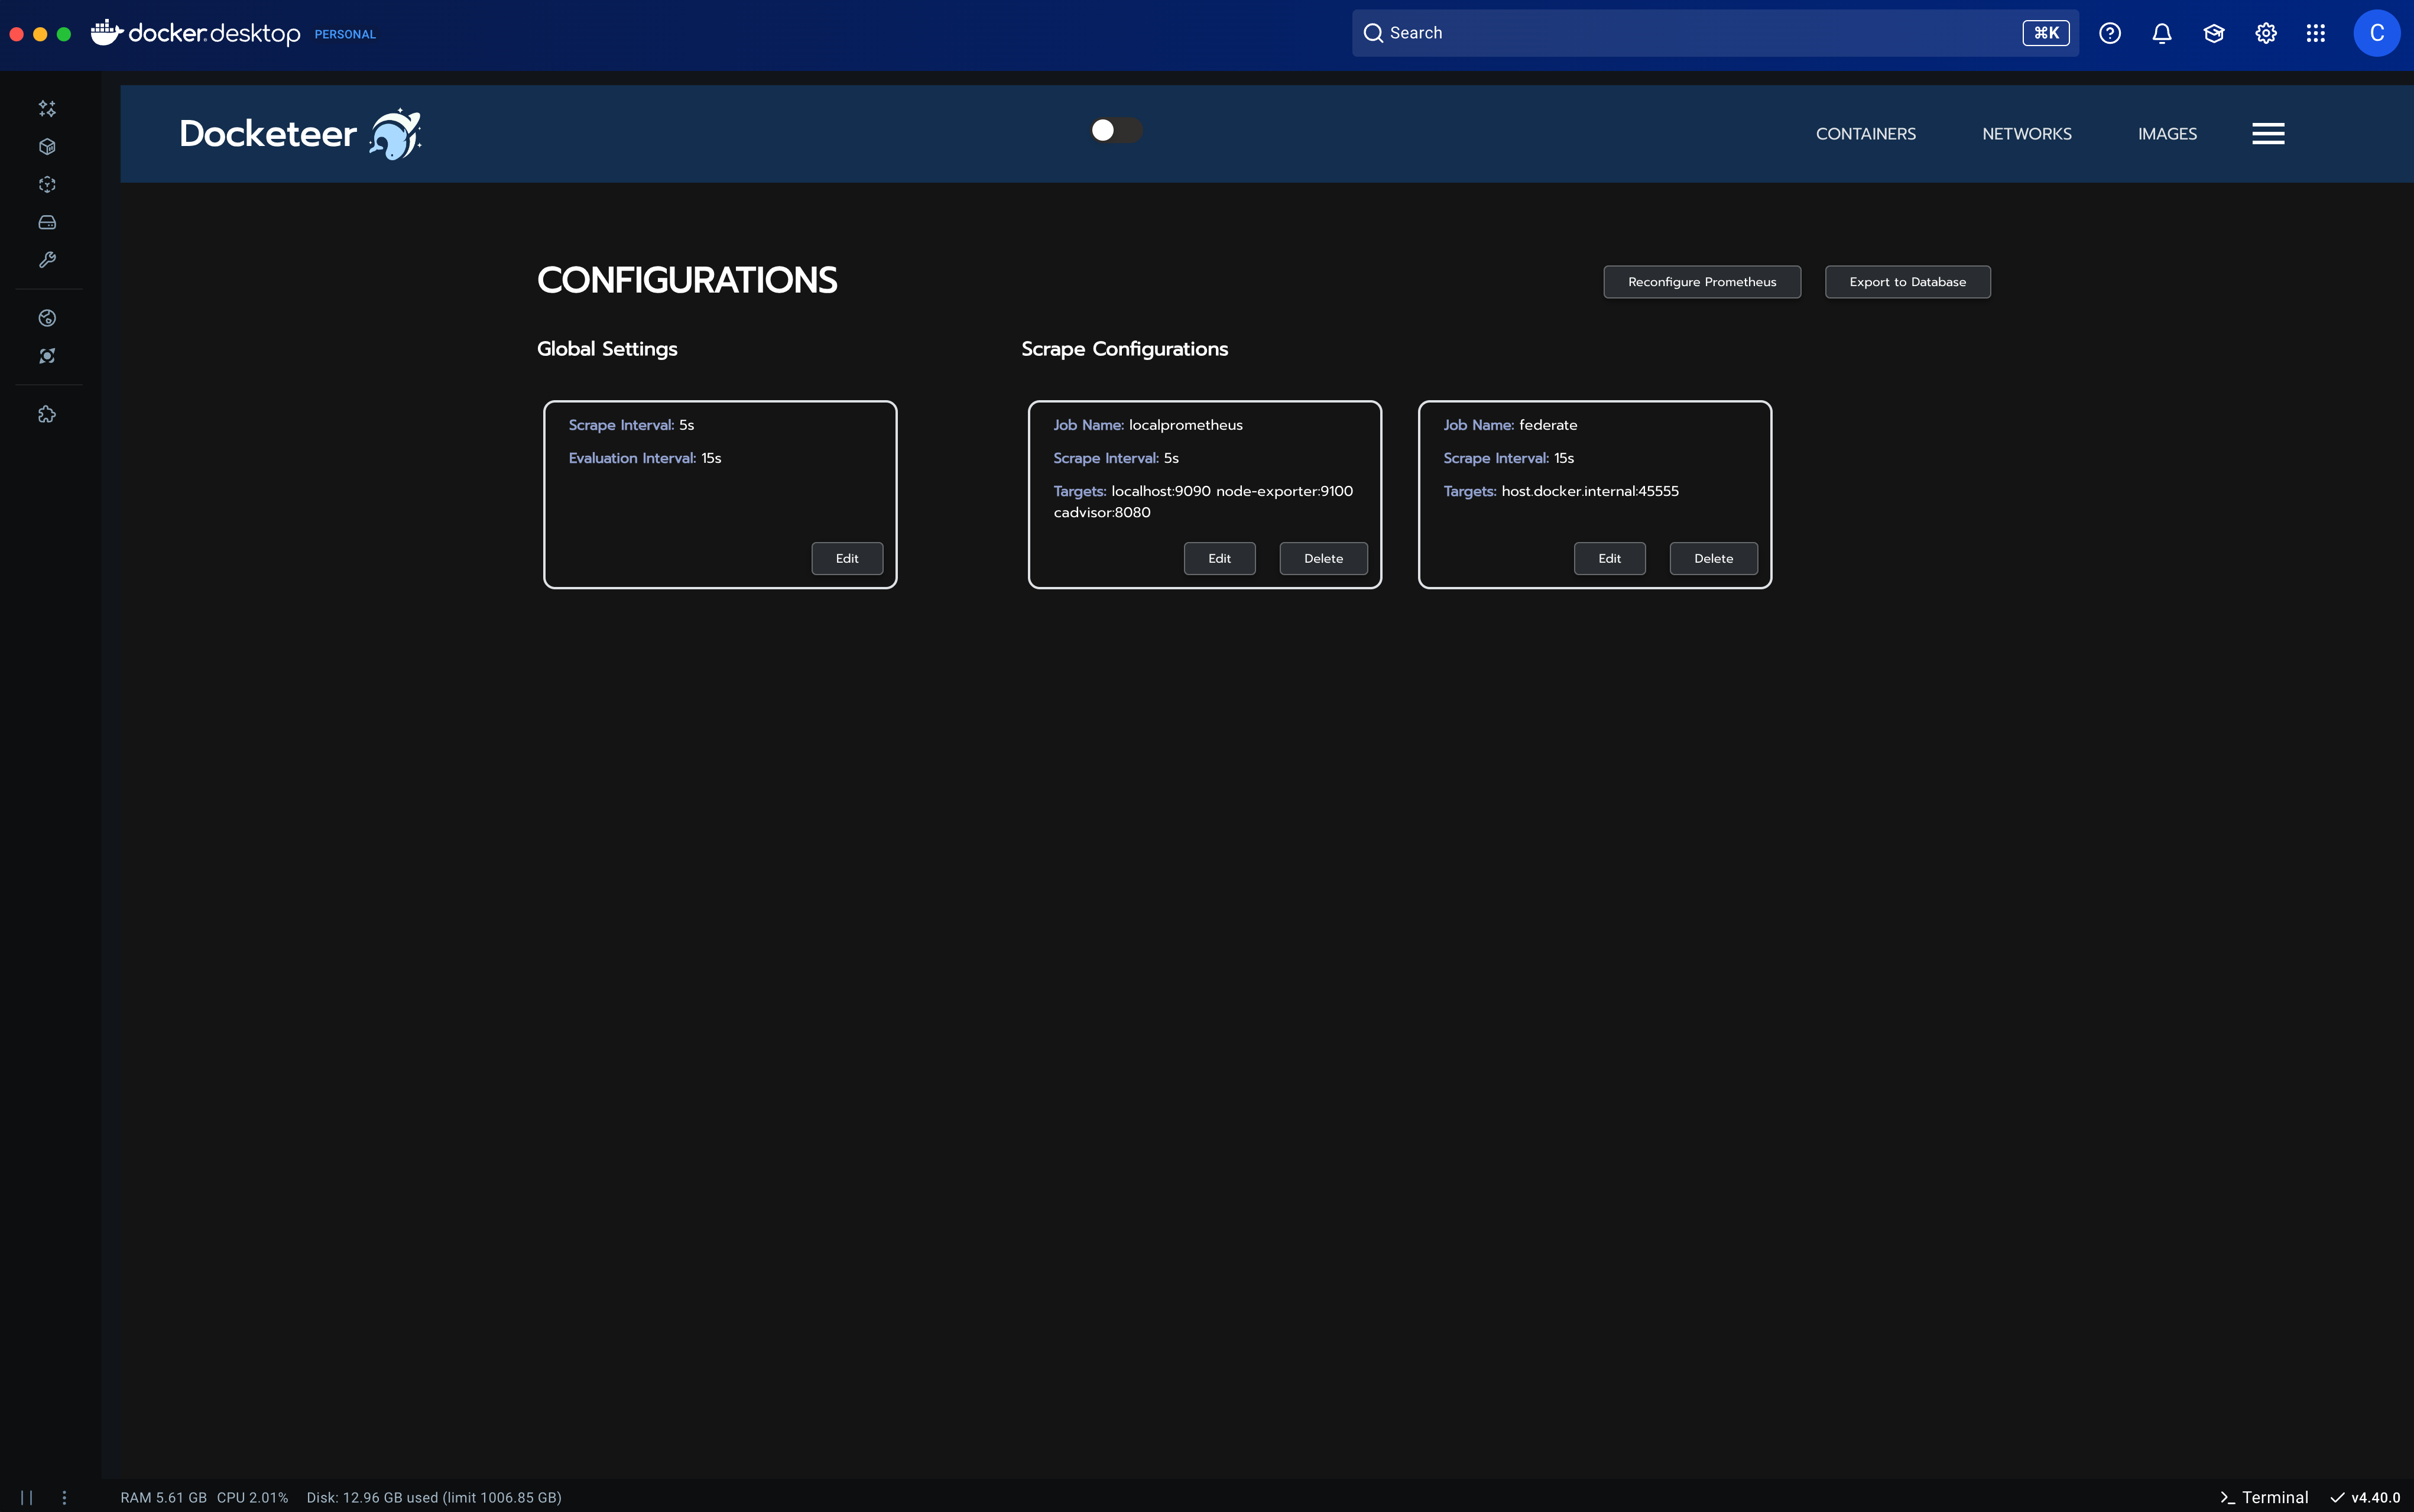 docker.desktop PERSONAL
Search
⌘K
C
Docketeer
CONTAINERS
NETWORKS
IMAGES
CONFIGURATIONS
Reconfigure Prometheus
Export to Database
Global Settings
Scrape Interval: 5s
Evaluation Interval: 15s
Edit
Scrape Configurations
Job Name: localprometheus
Scrape Interval: 5s
Targets: localhost:9090 node-exporter:9100
cadvisor:8080
Edit
Delete
Job Name: federate
Scrape Interval: 15s
Targets: host.docker.internal:45555
Edit
Delete
RAM 5.61 GB CPU 2.01% Disk: 12.96 GB used (limit 1006.85 GB)
Terminal
v4.40.0